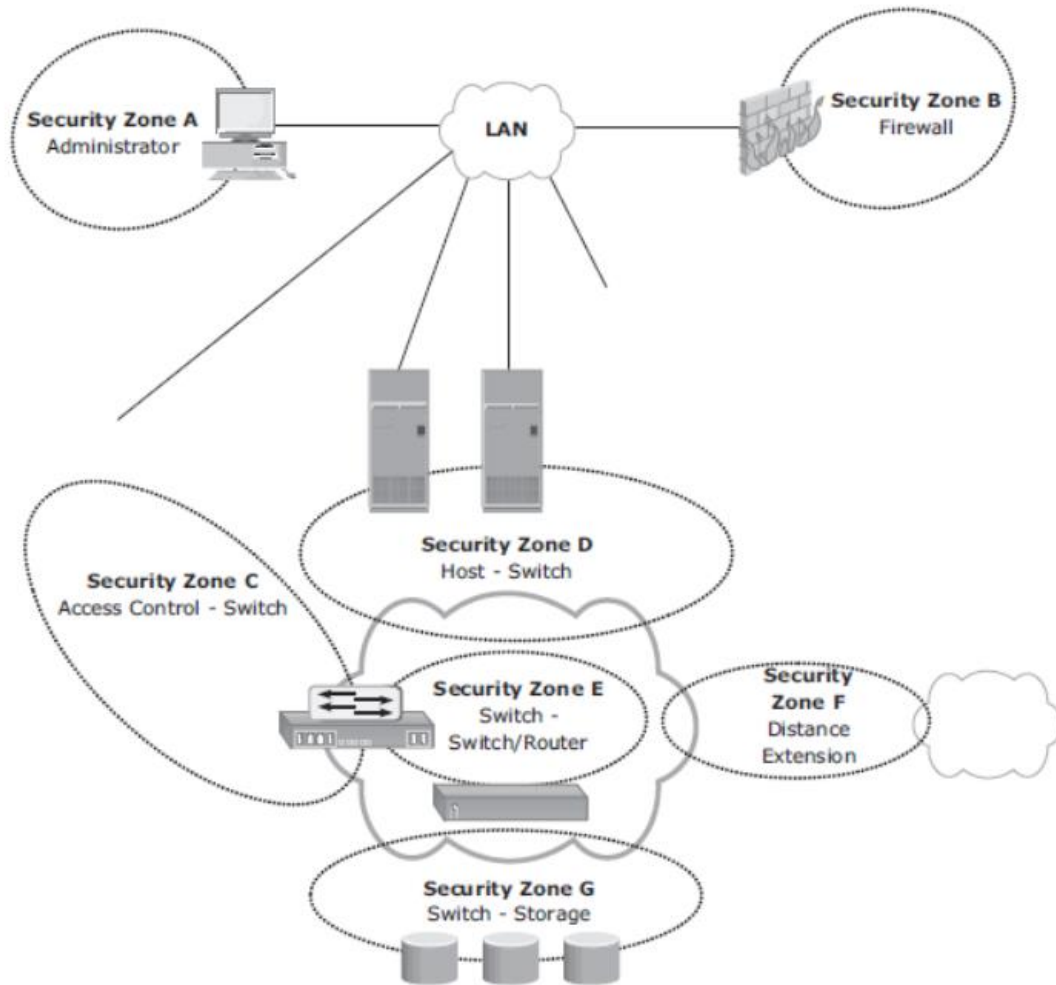 Security Zone A
Administrator
LAN
Security Zone B
Firewall
Security Zone D
Host - Switch
Security Zone C
Access Control - Switch
Security Zone E
Switch -
Switch/Router
Security
Zone F
Distance
Extension
Security Zone G
Switch - Storage